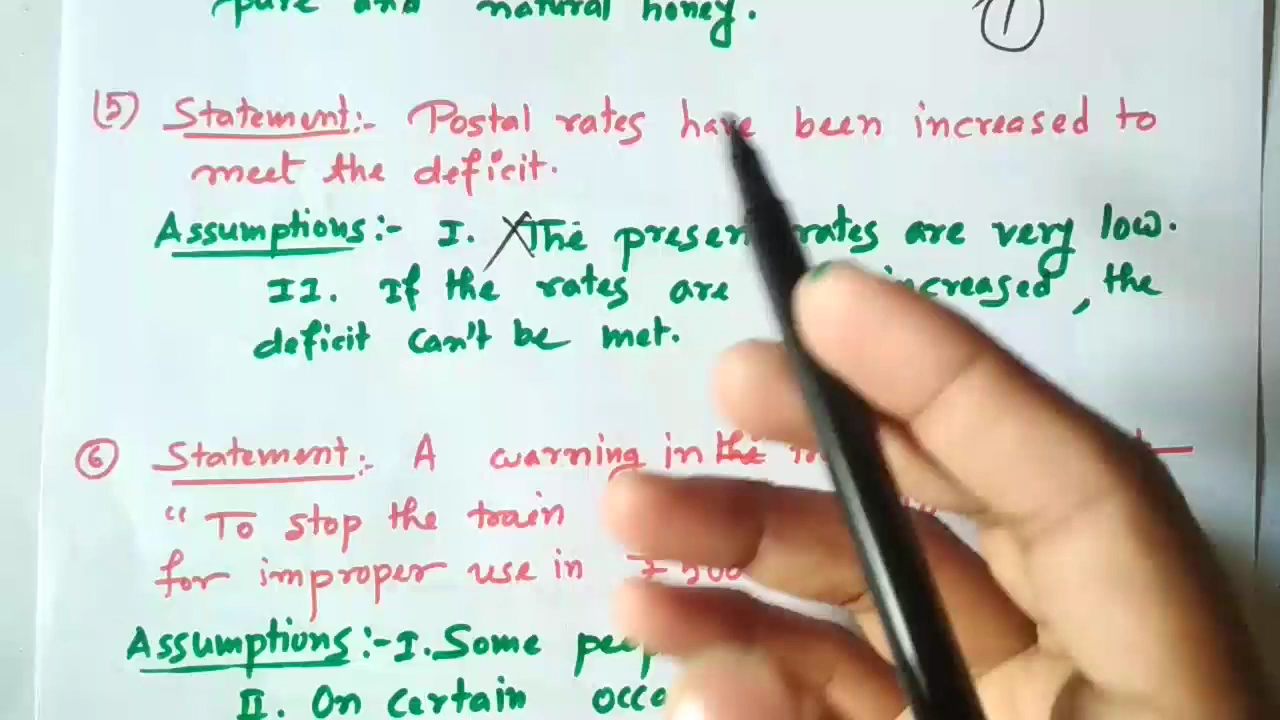 pure and natural honey. 1
(5) Statement:- Postal rates have been increased to
meet the deficit.
Assumptions:- I. The present rates are very low.
II. If the rates are increased, the
deficit can't be met.
6 Statement:- A warning in the
"To stop the train
for improper use in ₹ 500
Assumptions:- I. Some
II. On certain